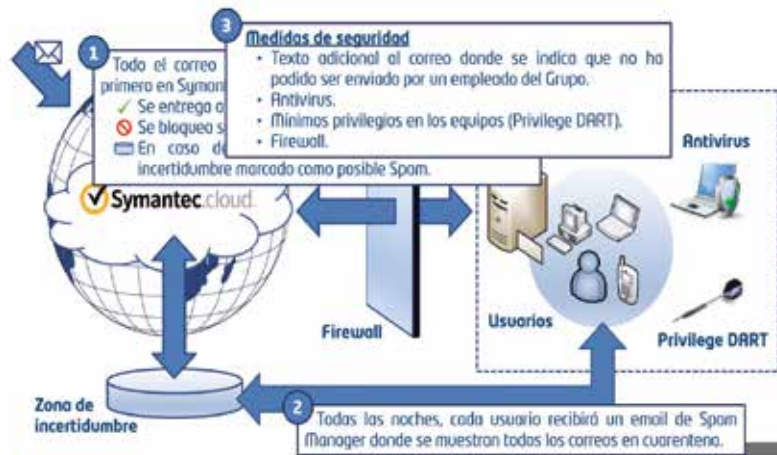 1
Todo el correo
primero en Symant
Se entrega a
Se bloquea s
En caso de
incertidumbre marcado como posible Spam.
3
Medidas de seguridad
• Texto adicional al correo donde se indica que no ha
podido ser enviado por un empleado del Grupo.
• Antivirus.
• Mínimos privilegios en los equipos (Privilege DART).
• Firewall.
Symantec.cloud.
Antivirus
Firewall
Usuarios
Privilege DART
Zona de
incertidumbre
2
Todas las noches, cada usuario recibirá un email de Spam
Manager donde se muestran todos los correos en cuarentena.